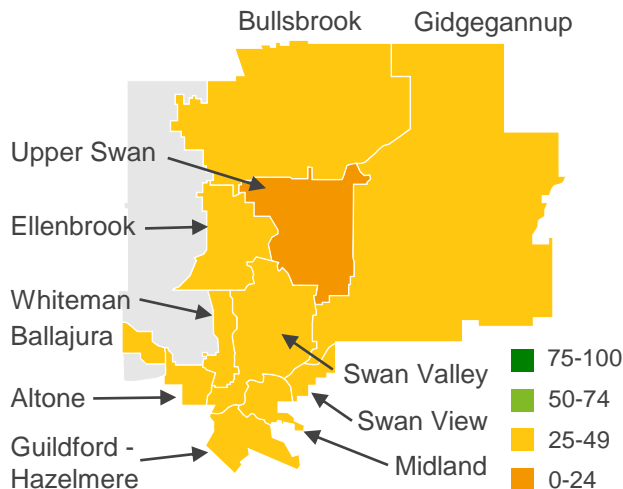 Bullsbrook
Gidgegannup
Upper Swan
Ellenbrook
Whiteman
Ballajura
Altone
Guildford -
Hazelmere
Swan Valley
Swan View
Midland
75-100
50-74
25-49
0-24